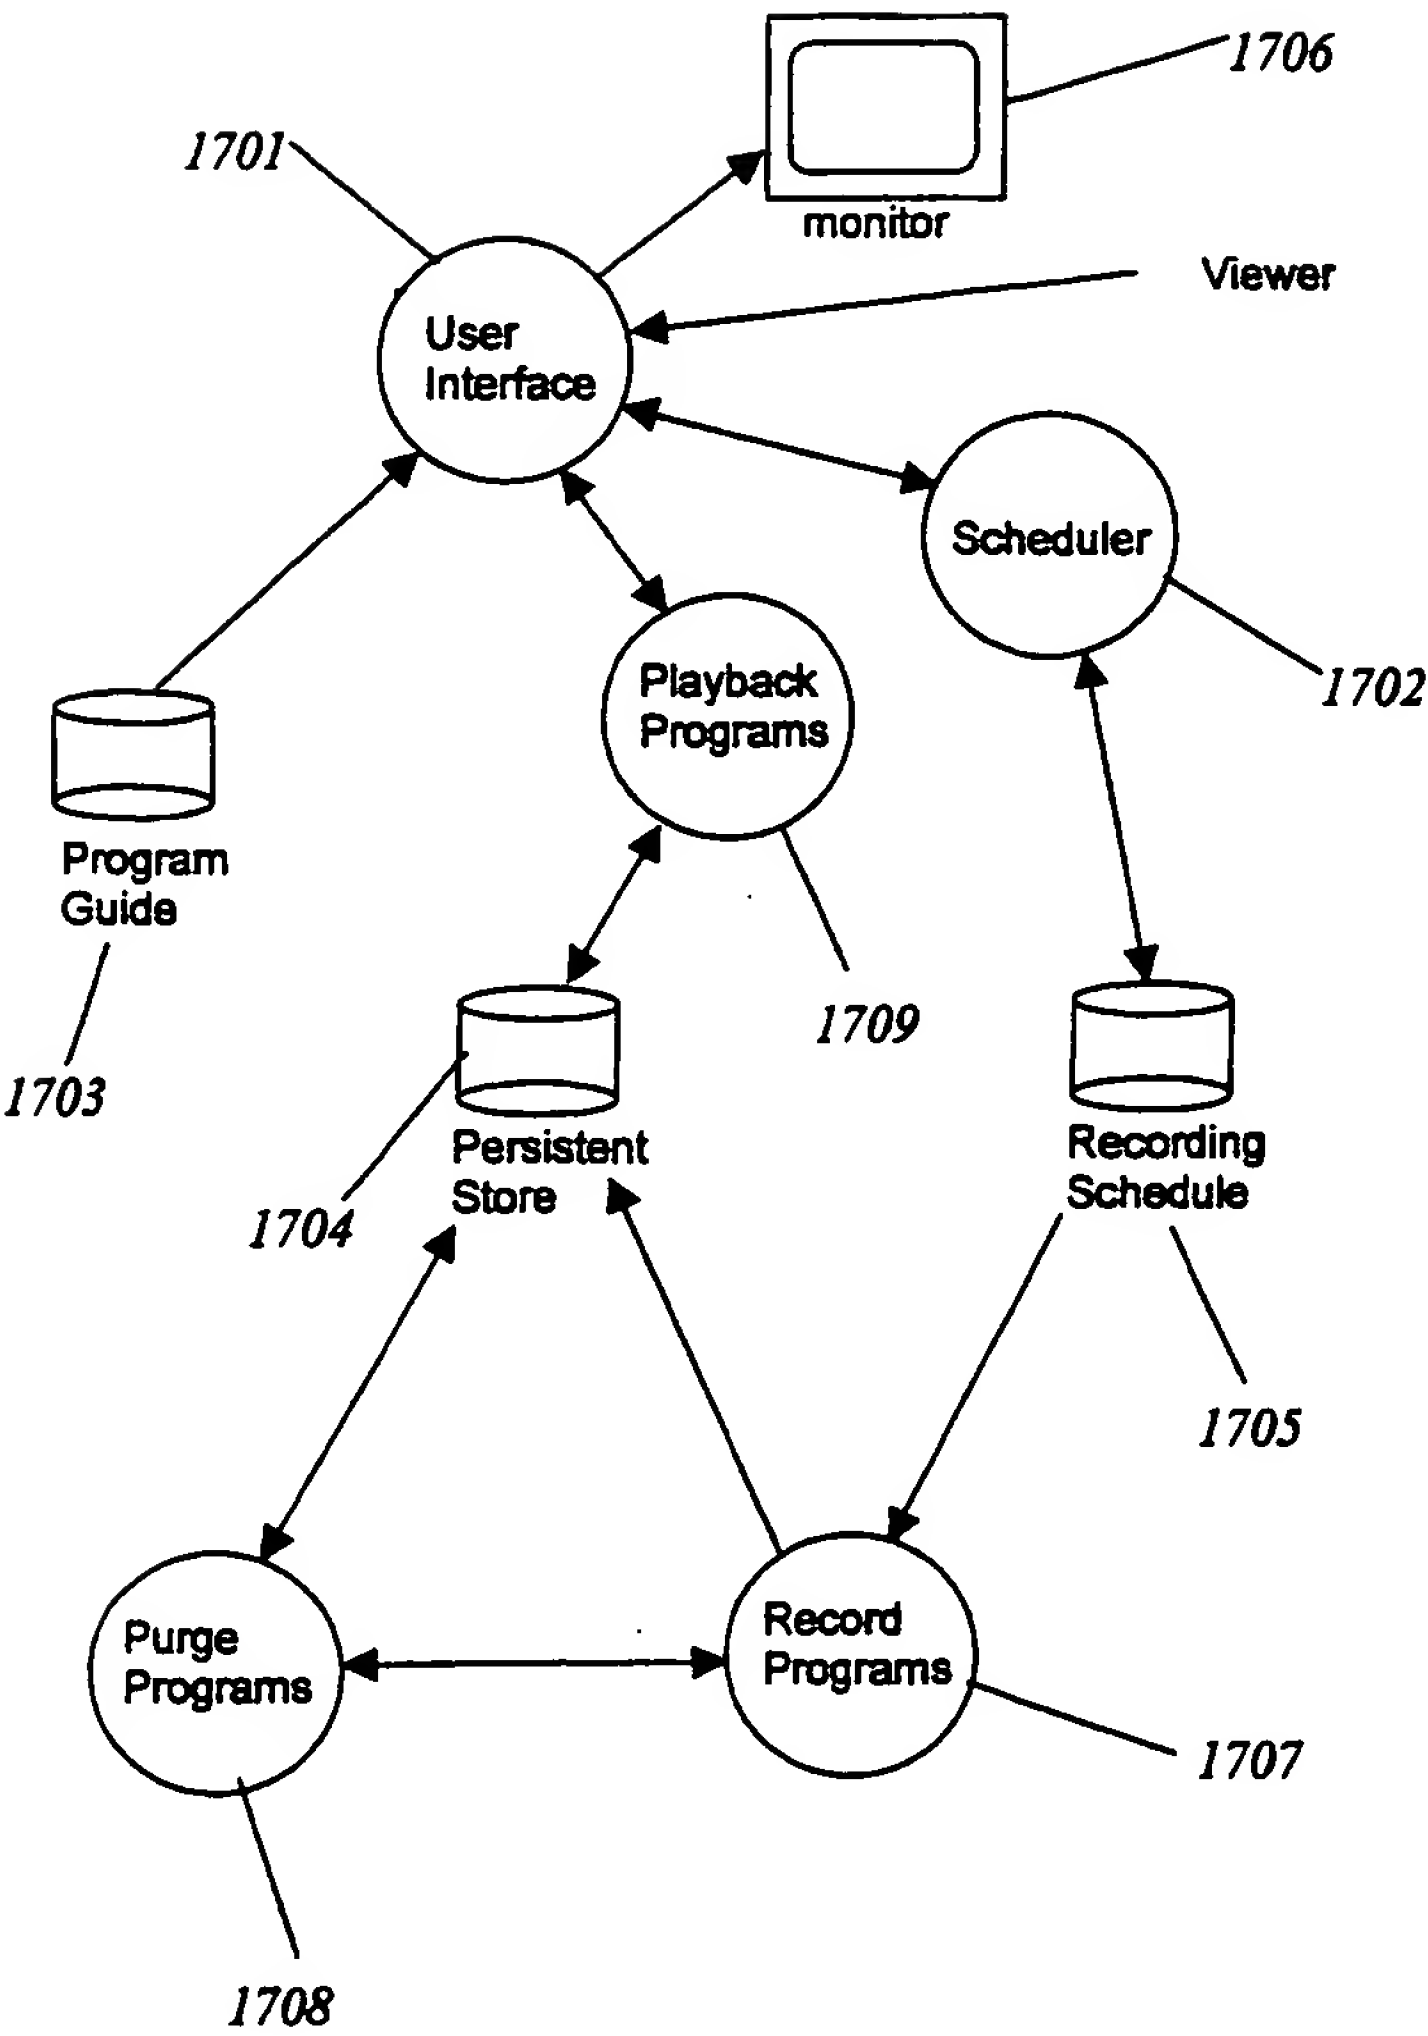 1706
1701
monitor
Viewer
User
Interface
Scheduler
Playback
Programs
1702
Program
Guide
1709
1703
Persistent
Store
Recording
Schedule
1704
1705
Record
Programs
Purge
Programs
1707
1708